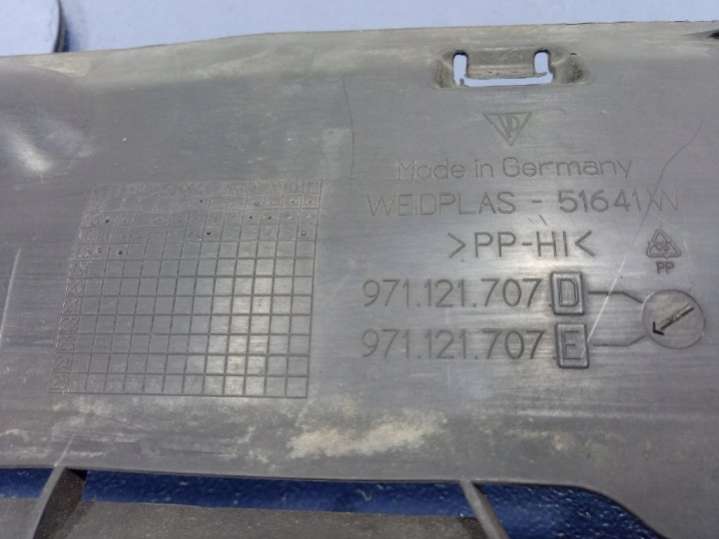 Made in Germany
WEIDPLAS - 51641
>PP-HI<
PP
971.121.707 D
971.121.707 E